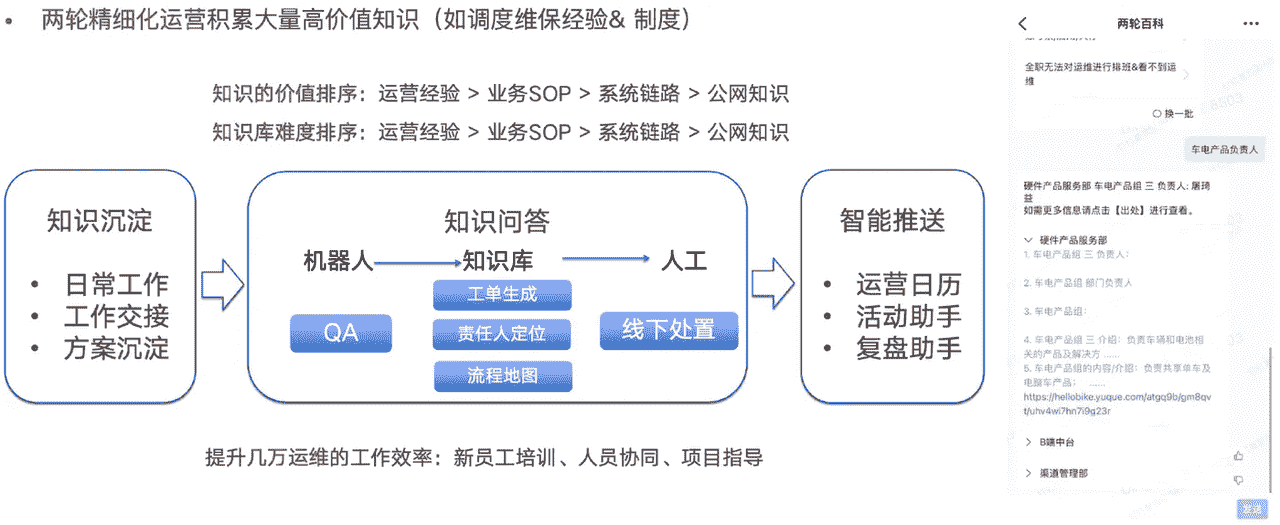 • 两轮精细化运营积累大量高价值知识（如调度维保经验& 制度）
知识的价值排序：运营经验 > 业务SOP > 系统链路 > 公网知识
知识库难度排序：运营经验 > 业务SOP > 系统链路 > 公网知识
知识沉淀
• 日常工作
• 工作交接
• 方案沉淀
知识问答
机器人
知识库
人工
QA
工单生成
责任人定位
流程地图
线下处置
智能推送
• 运营日历
• 活动助手
• 复盘助手
提升几万运维的工作效率：新员工培训、人员协同、项目指导
两轮百科
全职无法对运维进行排班&看不到运
维
换一批
车电产品负责人
硬件产品服务部 车电产品组 三 负责人: 屠琦
益
如需更多信息请点击【出处】进行查看。
硬件产品服务部
1. 车电产品组 三 负责人：
2. 车电产品组 部门负责人
3. 车电产品组：
4. 车电产品组 三 介绍：负责车辆和电池相
关的产品及解决方 ……
5. 车电产品组的内容/介绍：负责共享单车及
电踏车产品； ……
https://hellobike.yuque.com/atgq9b/gm8qv
t/uhv4wi7hn7i9g23r
B端中台
渠道管理部
发送